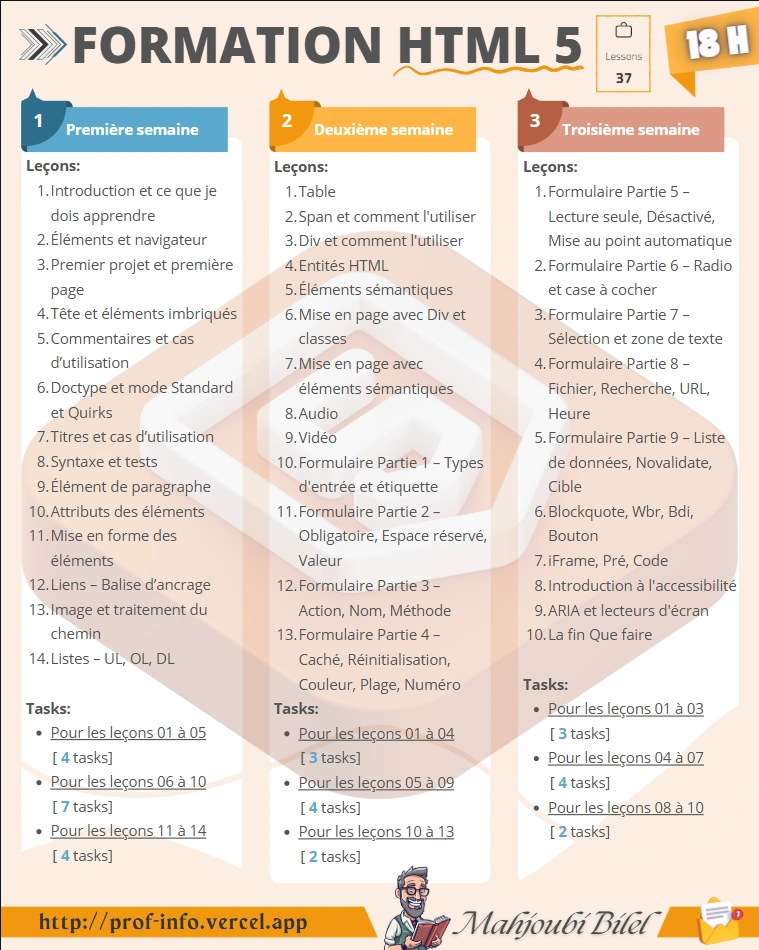 FORMATION HTML 5
Lessons
37
18 H
1
Première semaine
Leçons:
1. Introduction et ce que je
dois apprendre
2. Éléments et navigateur
3. Premier projet et première
page
4. Tête et éléments imbriqués
5. Commentaires et cas
d’utilisation
6. Doctype et mode Standard
et Quirks
7. Titres et cas d’utilisation
8. Syntaxe et tests
9. Élément de paragraphe
10. Attributs des éléments
11. Mise en forme des
éléments
12. Liens – Balise d’ancrage
13. Image et traitement du
chemin
14. Listes – UL, OL, DL
Tasks:
• Pour les leçons 01 à 05
[ 4 tasks]
• Pour les leçons 06 à 10
[ 7 tasks]
• Pour les leçons 11 à 14
[ 4 tasks]
2
Deuxième semaine
Leçons:
1. Table
2. Span et comment l'utiliser
3. Div et comment l'utiliser
4. Entités HTML
5. Éléments sémantiques
6. Mise en page avec Div et
classes
7. Mise en page avec
éléments sémantiques
8. Audio
9. Vidéo
10. Formulaire Partie 1 – Types
d'entrée et étiquette
11. Formulaire Partie 2 –
Obligatoire, Espace réservé,
Valeur
12. Formulaire Partie 3 –
Action, Nom, Méthode
13. Formulaire Partie 4 –
Caché, Réinitialisation,
Couleur, Plage, Numéro
Tasks:
• Pour les leçons 01 à 04
[ 3 tasks]
• Pour les leçons 05 à 09
[ 4 tasks]
• Pour les leçons 10 à 13
[ 2 tasks]
3
Troisième semaine
Leçons:
1. Formulaire Partie 5 –
Lecture seule, Désactivé,
Mise au point automatique
2. Formulaire Partie 6 – Radio
et case à cocher
3. Formulaire Partie 7 –
Sélection et zone de texte
4. Formulaire Partie 8 –
Fichier, Recherche, URL,
Heure
5. Formulaire Partie 9 – Liste
de données, Novalidate,
Cible
6. Blockquote, Wbr, Bdi,
Bouton
7. iFrame, Pré, Code
8. Introduction à l'accessibilité
9. ARIA et lecteurs d'écran
10. La fin Que faire
Tasks:
• Pour les leçons 01 à 03
[ 3 tasks]
• Pour les leçons 04 à 07
[ 4 tasks]
• Pour les leçons 08 à 10
[ 2 tasks]
http://prof-info.vercel.app
Mahjoubi Bilel